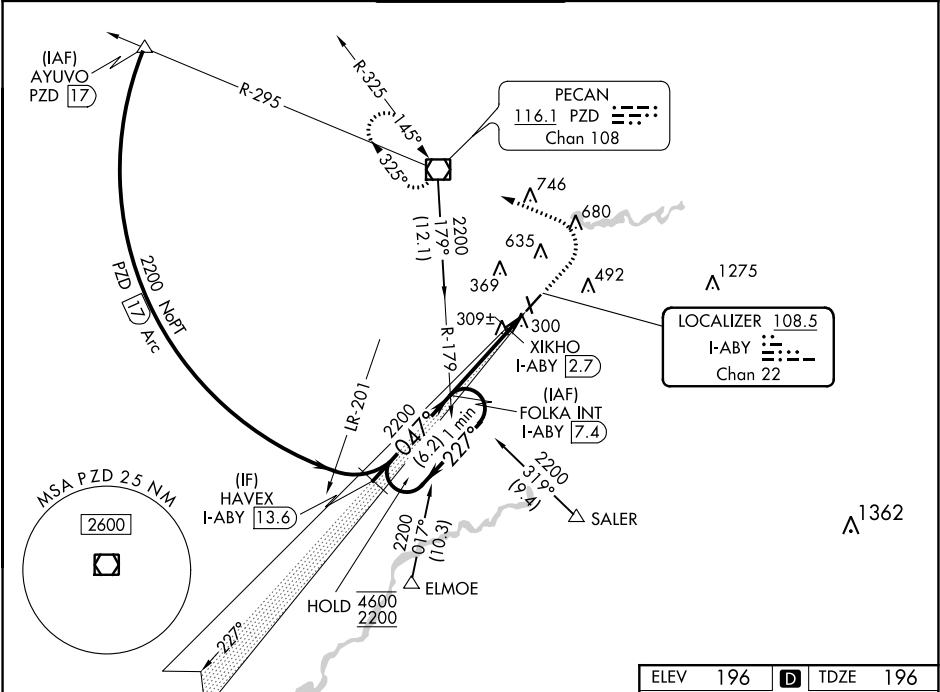 (IAF)
AYUVO
PZD 17
R-295
R-325
145°
325°
PECAN
116.1 PZD
Chan 108
2200
179°
(12.1)
R-179
746
680
635
369
492
1275
309±
300
XIKHO
I-ABY 2.7
LOCALIZER 108.5
I-ABY
Chan 22
2200 NoPT
PZD 17 Arc
LR-201
(IAF)
FOLKA INT
I-ABY 7.4
2200
047°
(6.2) 1 min
227°
(IF)
HAVEX
I-ABY 13.6
2200
319°
(9.4)
SALER
2200
017°
(10.3)
ELMOE
HOLD 4600
2200
227°
MSA PZD 25 NM
2600
1362
ELEV 196 D TDZE 196